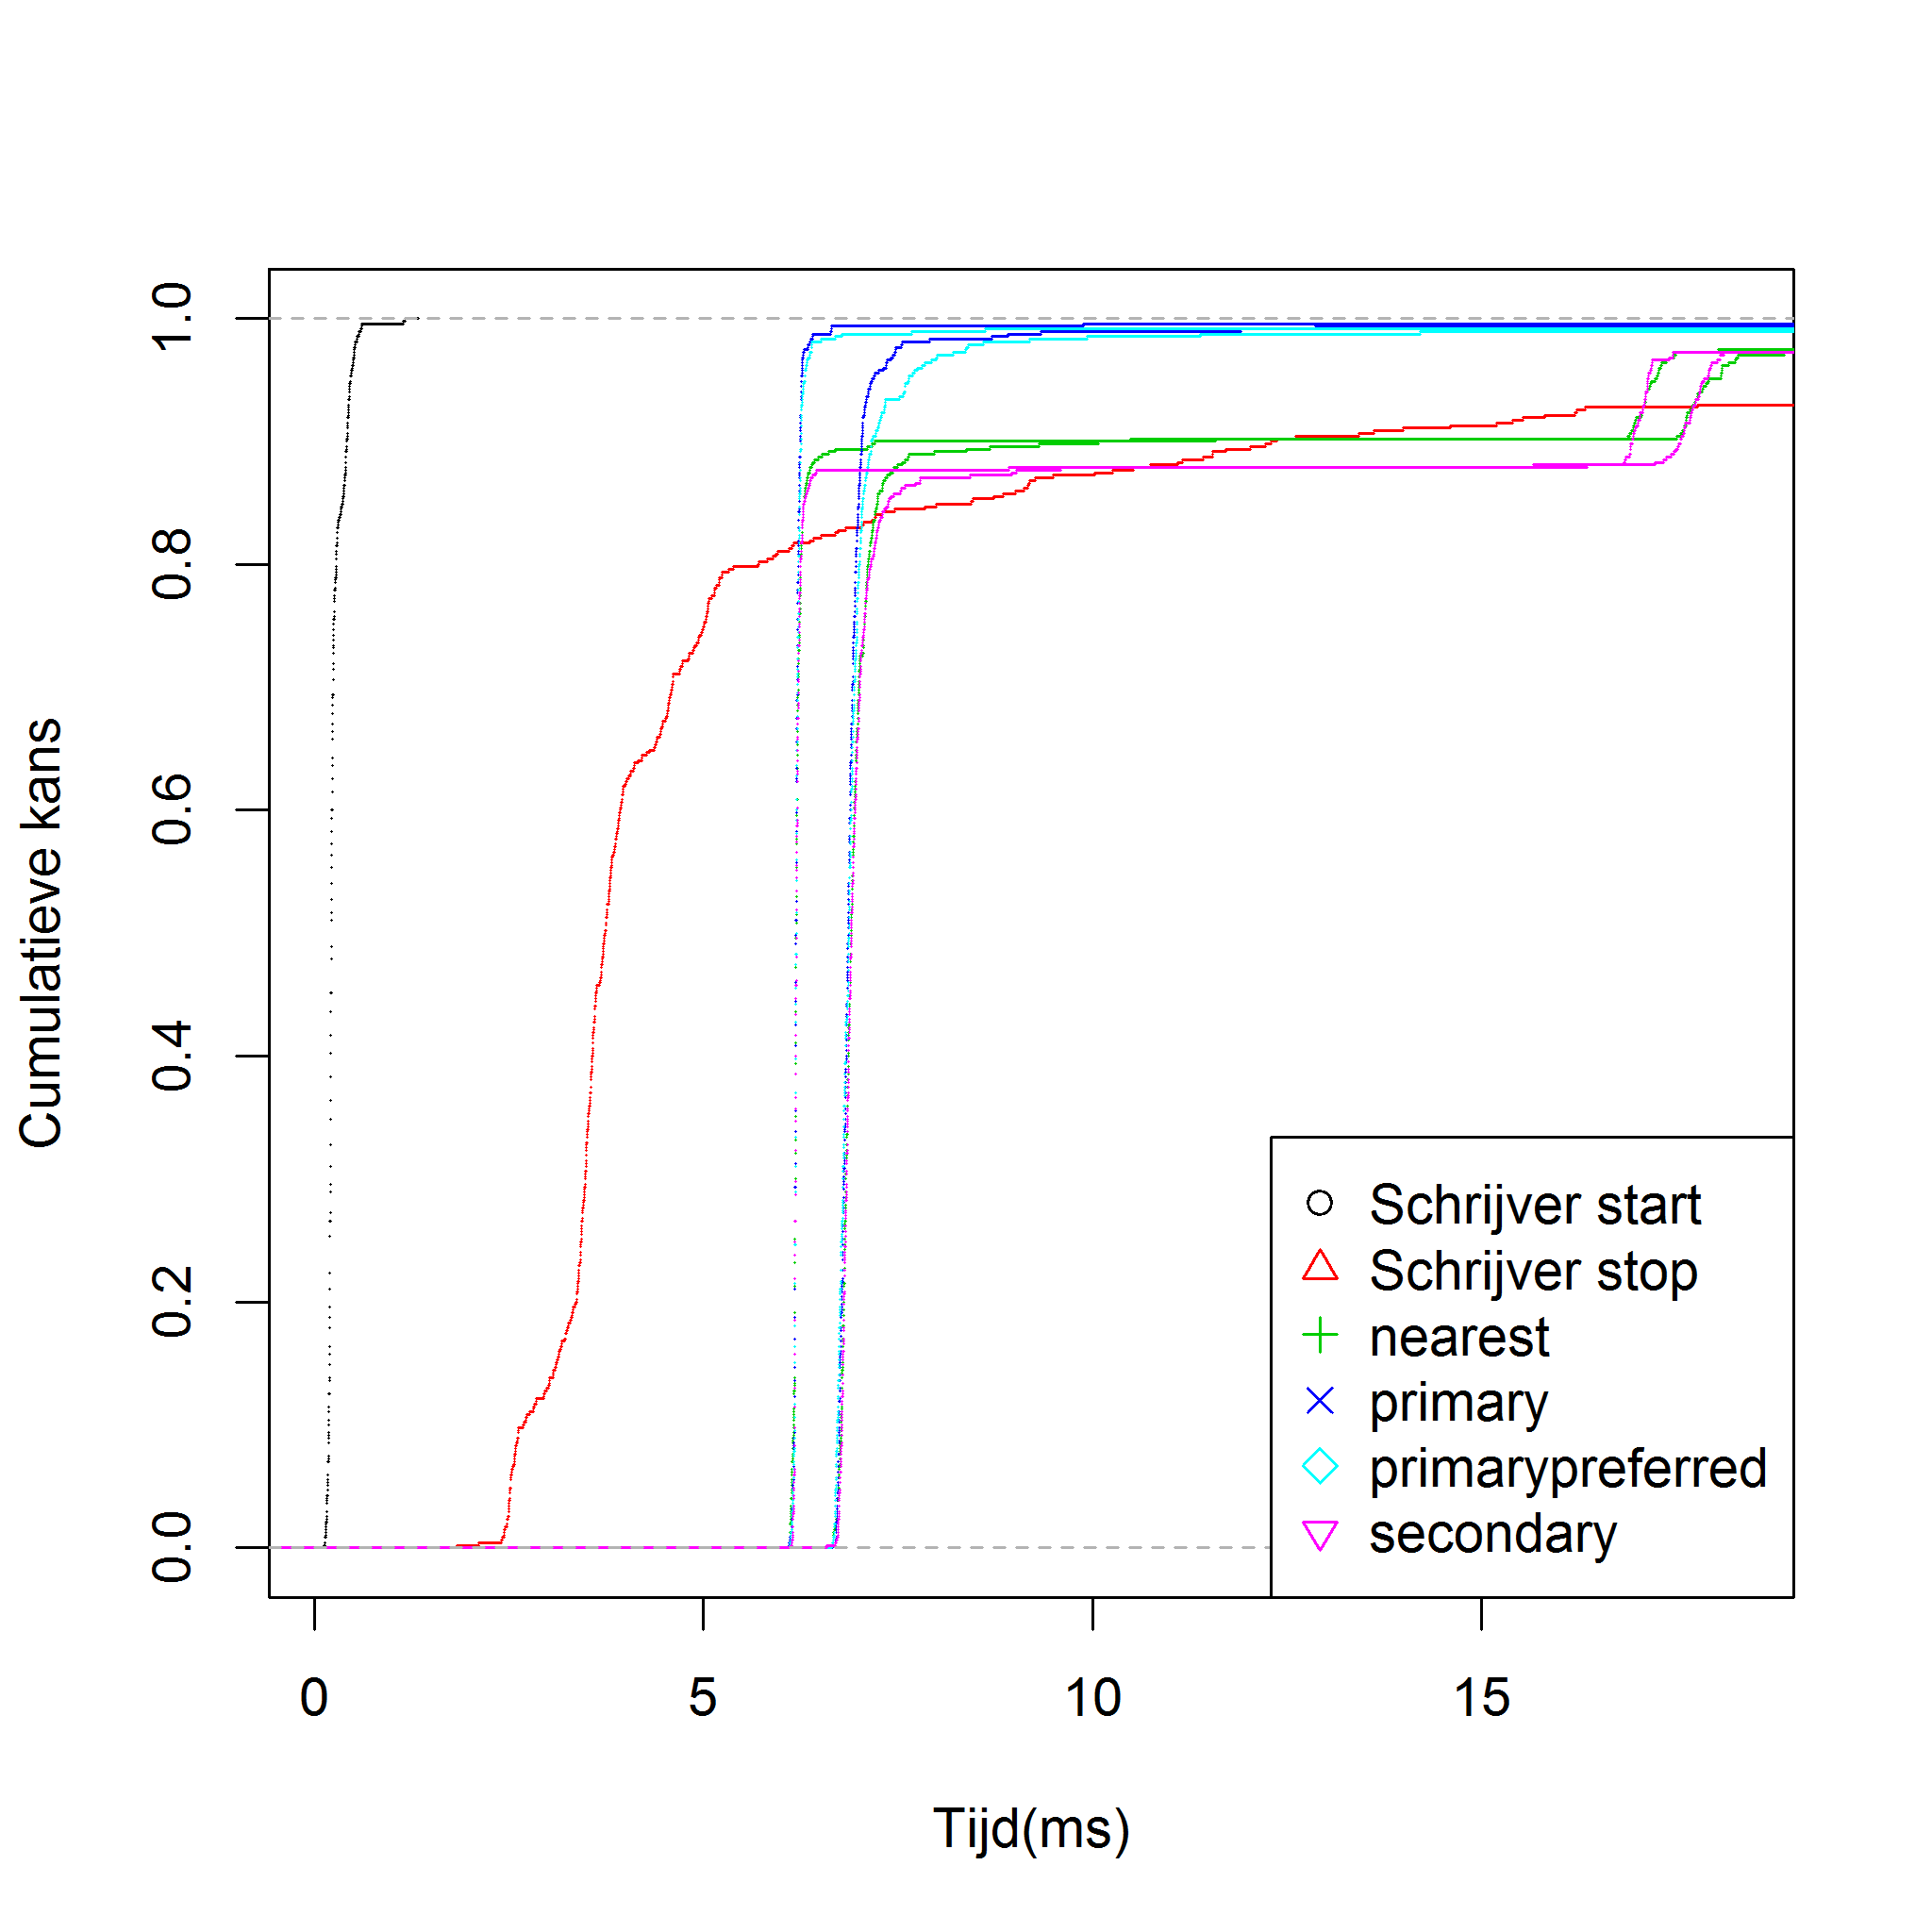 Cumulatieve kans
1.0
0.8
0.6
0.4
0.2
0.0
Schrijver start
Schrijver stop
nearest
primary
primarypreferred
secondary
0 5 10 15
Tijd(ms)